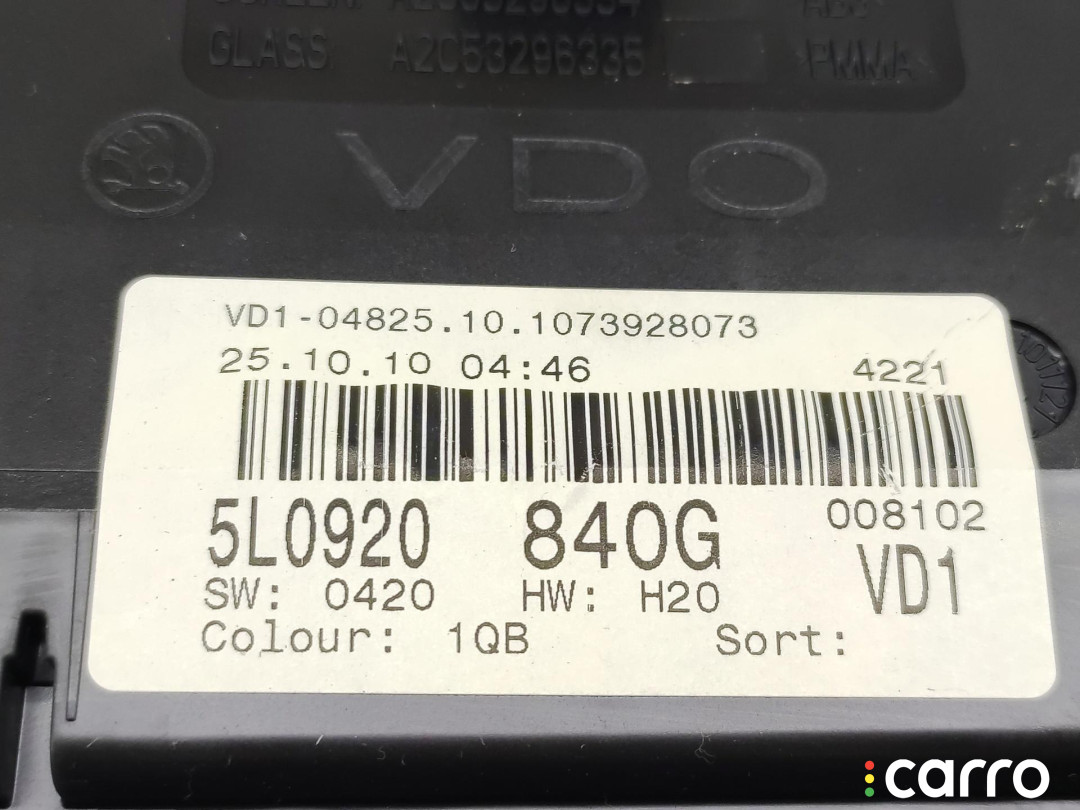 GLASS A2C53296335 >PMMA<
VDO
VD1-04825.10.1073928073
25.10.10 04:46 4221
5L0920 840G 008102
SW: 0420 HW: H20 VD1
Colour: 1QB Sort:
carro